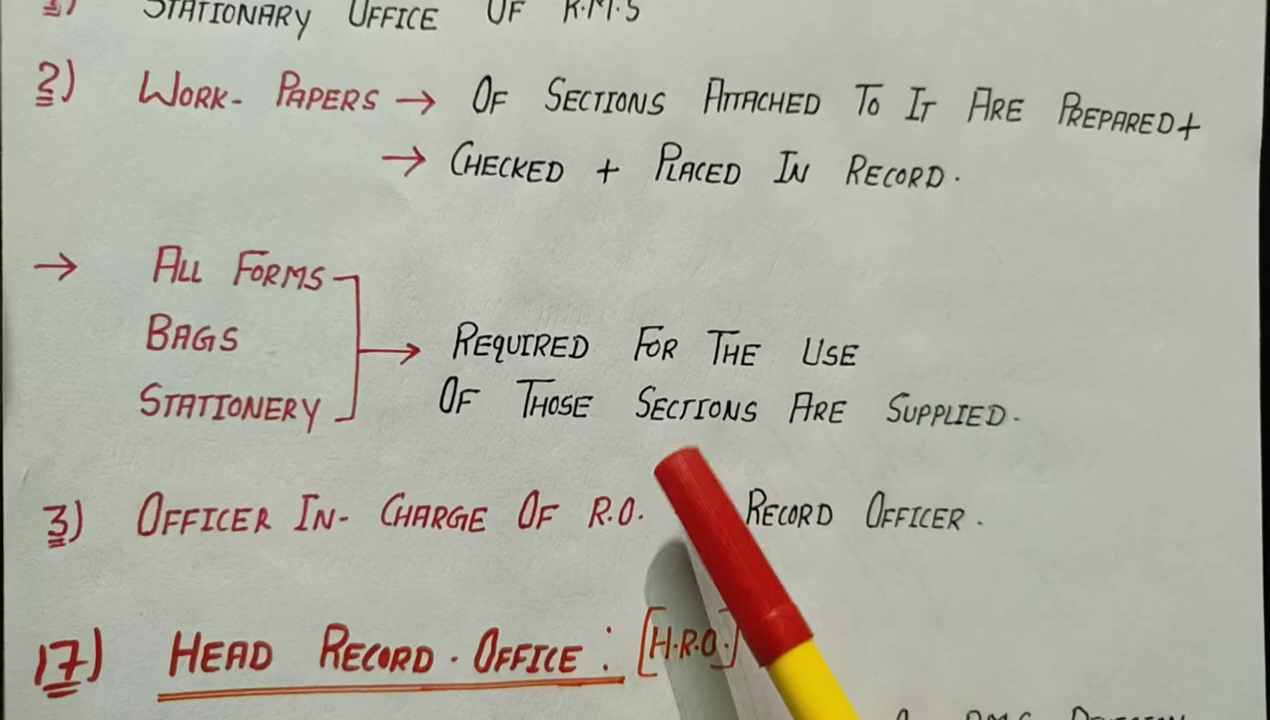 1) STATIONARY OFFICE OF R.M.S
2) WORK- PAPERS → OF SECTIONS ATTACHED TO IT ARE PREPARED+
→ CHECKED + PLACED IN RECORD.
→ ALL FORMS
BAGS
STATIONERY
→ REQUIRED FOR THE USE
OF THOSE SECTIONS ARE SUPPLIED.
3) OFFICER IN- CHARGE OF R.O. RECORD OFFICER.
17) HEAD RECORD. OFFICE : [H.R.O.]